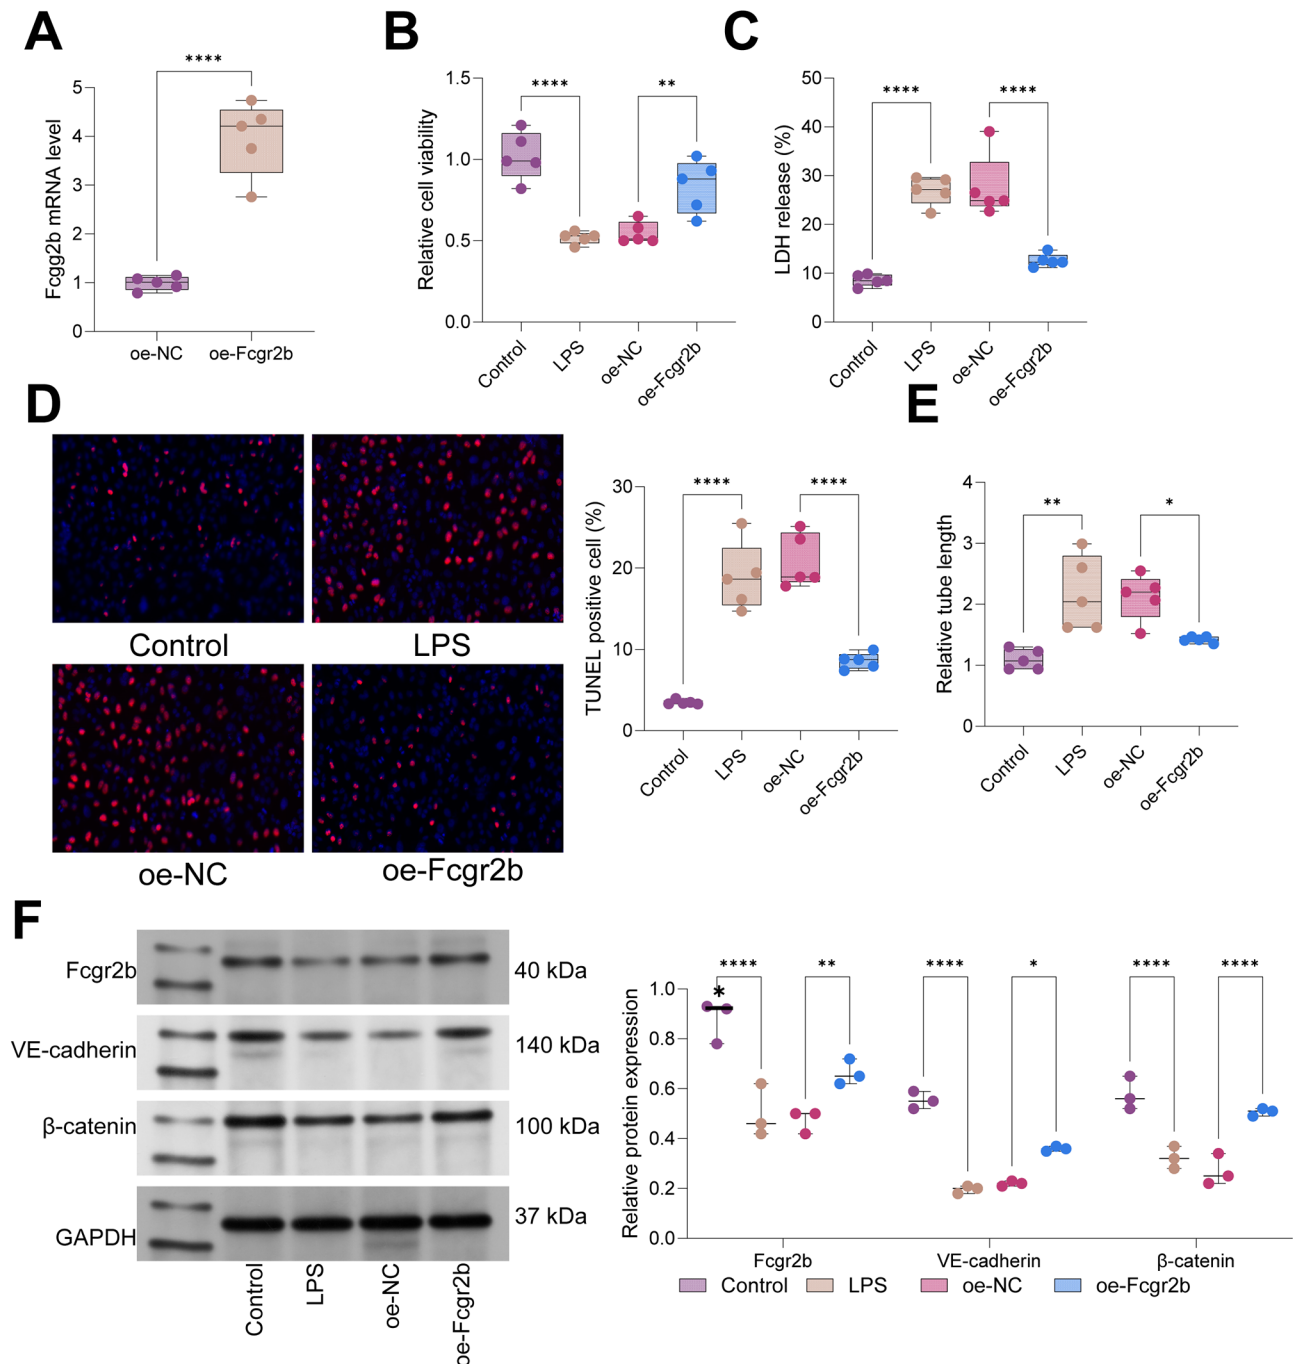 A
Fcgg2b mRNA level
5
4
3
2
1
0
****
oe-NC
oe-Fcgr2b
B
Relative cell viability
1.5
1.0
0.5
0.0
****
**
Control
LPS
oe-NC
oe-Fcgr2b
C
LDH release (%)
50
40
30
20
10
0
****
****
Control
LPS
oe-NC
oe-Fcgr2b
D
Control
LPS
oe-NC
oe-Fcgr2b
TUNEL positive cell (%)
30
20
10
0
****
****
Control
LPS
oe-NC
oe-Fcgr2b
E
Relative tube length
4
3
2
1
0
**
*
Control
LPS
oe-NC
oe-Fcgr2b
F
Fcgr2b
40 kDa
VE-cadherin
140 kDa
β-catenin
100 kDa
GAPDH
37 kDa
Control
LPS
oe-NC
oe-Fcgr2b
Relative protein expression
1.0
0.8
0.6
0.4
0.2
0.0
*
****
**
****
*
****
****
Fcgr2b
VE-cadherin
β-catenin
Control
LPS
oe-NC
oe-Fcgr2b